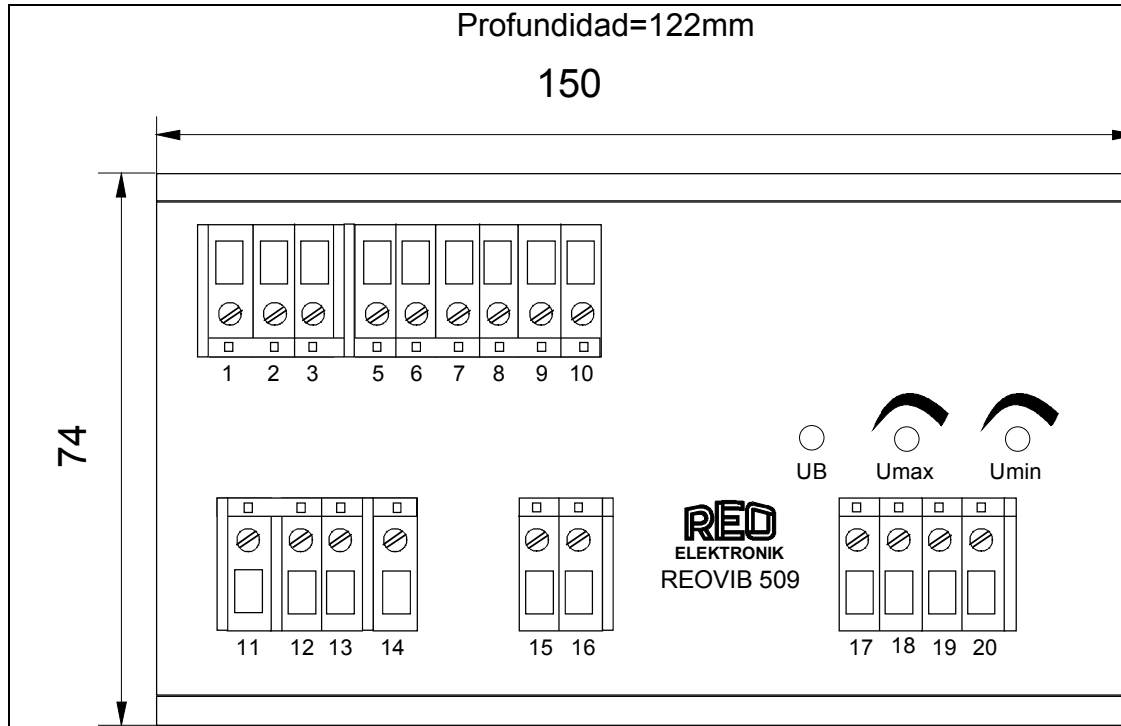 Profundidad=122mm
150
74
1 2 3 5 6 7 8 9 10
UB Umax Umin
REO
ELEKTRONIK
REOVIB 509
11 12 13 14 15 16 17 18 19 20